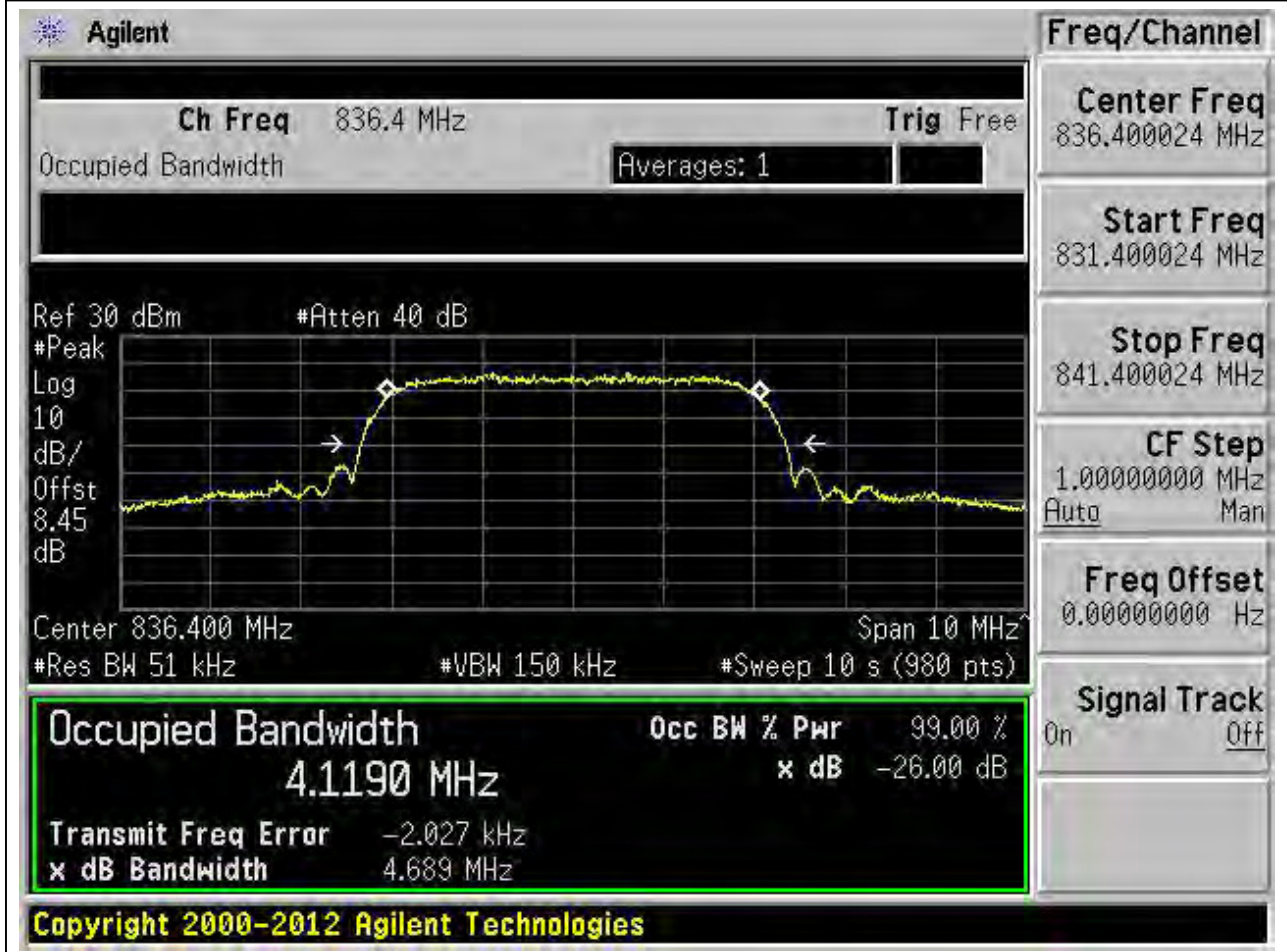 Agilent
Freq/Channel
Ch Freq 836.4 MHz Trig Free
Occupied Bandwidth Averages: 1
Center Freq
836.400024 MHz
Start Freq
831.400024 MHz
Stop Freq
841.400024 MHz
CF Step
1.00000000 MHz
Auto Man
Freq Offset
0.00000000 Hz
Signal Track
On Off
Ref 30 dBm #Atten 40 dB
#Peak
Log
10
dB/
Offst
8.45
dB
Center 836.400 MHz Span 10 MHz^
#Res BW 51 kHz #VBW 150 kHz #Sweep 10 s (980 pts)
Occupied Bandwidth Occ BW % Pwr 99.00 %
4.1190 MHz x dB -26.00 dB
Transmit Freq Error -2.027 kHz
x dB Bandwidth 4.689 MHz
Copyright 2000-2012 Agilent Technologies